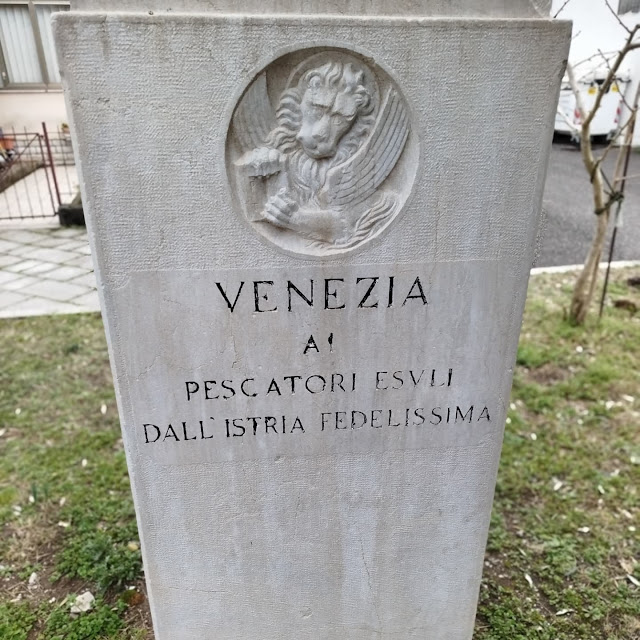 VENEZIA
AI
PESCATORI ESVLI
DALL'ISTRIA FEDELISSIMA